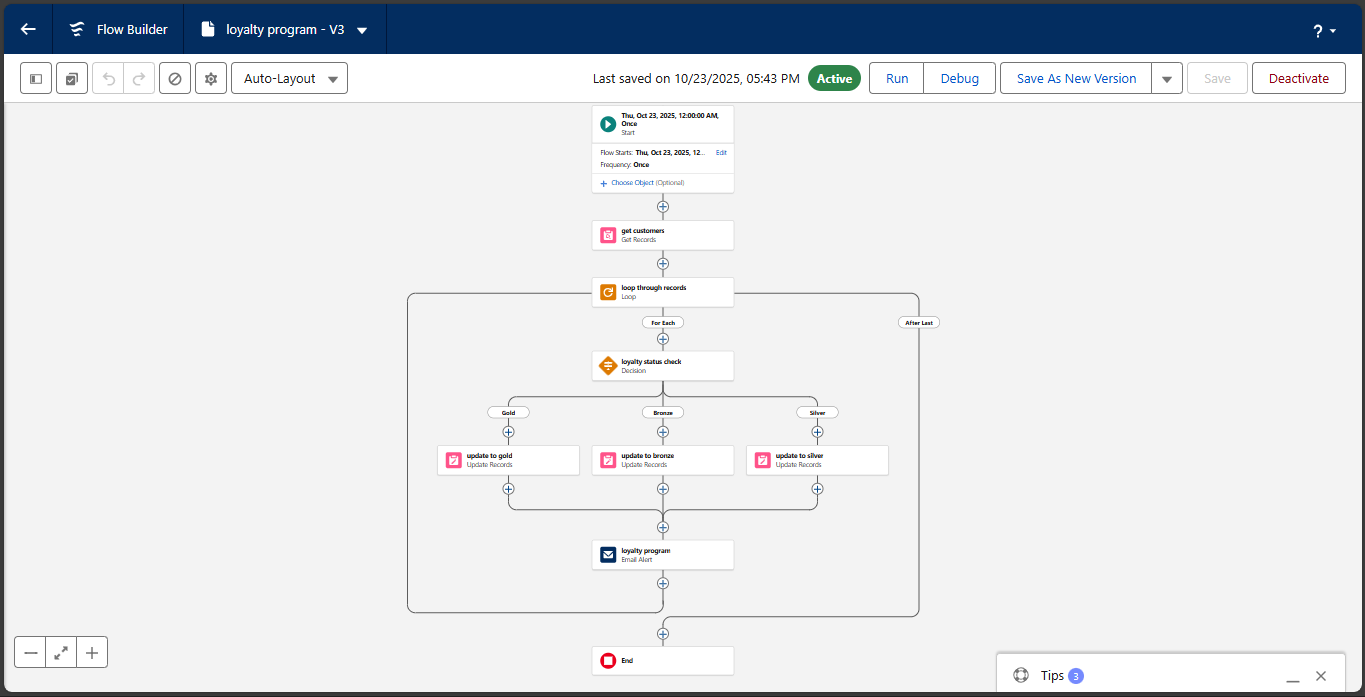 Flow Builder
loyalty program - V3
?
Auto-Layout
Last saved on 10/23/2025, 05:43 PM
Active
Run
Debug
Save As New Version
Save
Deactivate
Thu, Oct 23, 2025, 12:00:00 AM,
Once
Start
Flow Starts: Thu, Oct 23, 2025, 12... Edit
Frequency: Once
+ Choose Object (Optional)
get customers
Get Records
loop through records
Loop
For Each
After Last
loyalty status check
Decision
Gold
Bronze
Silver
update to gold
Update Records
update to bronze
Update Records
update to silver
Update Records
loyalty program
Email Alert
End
Tips 3